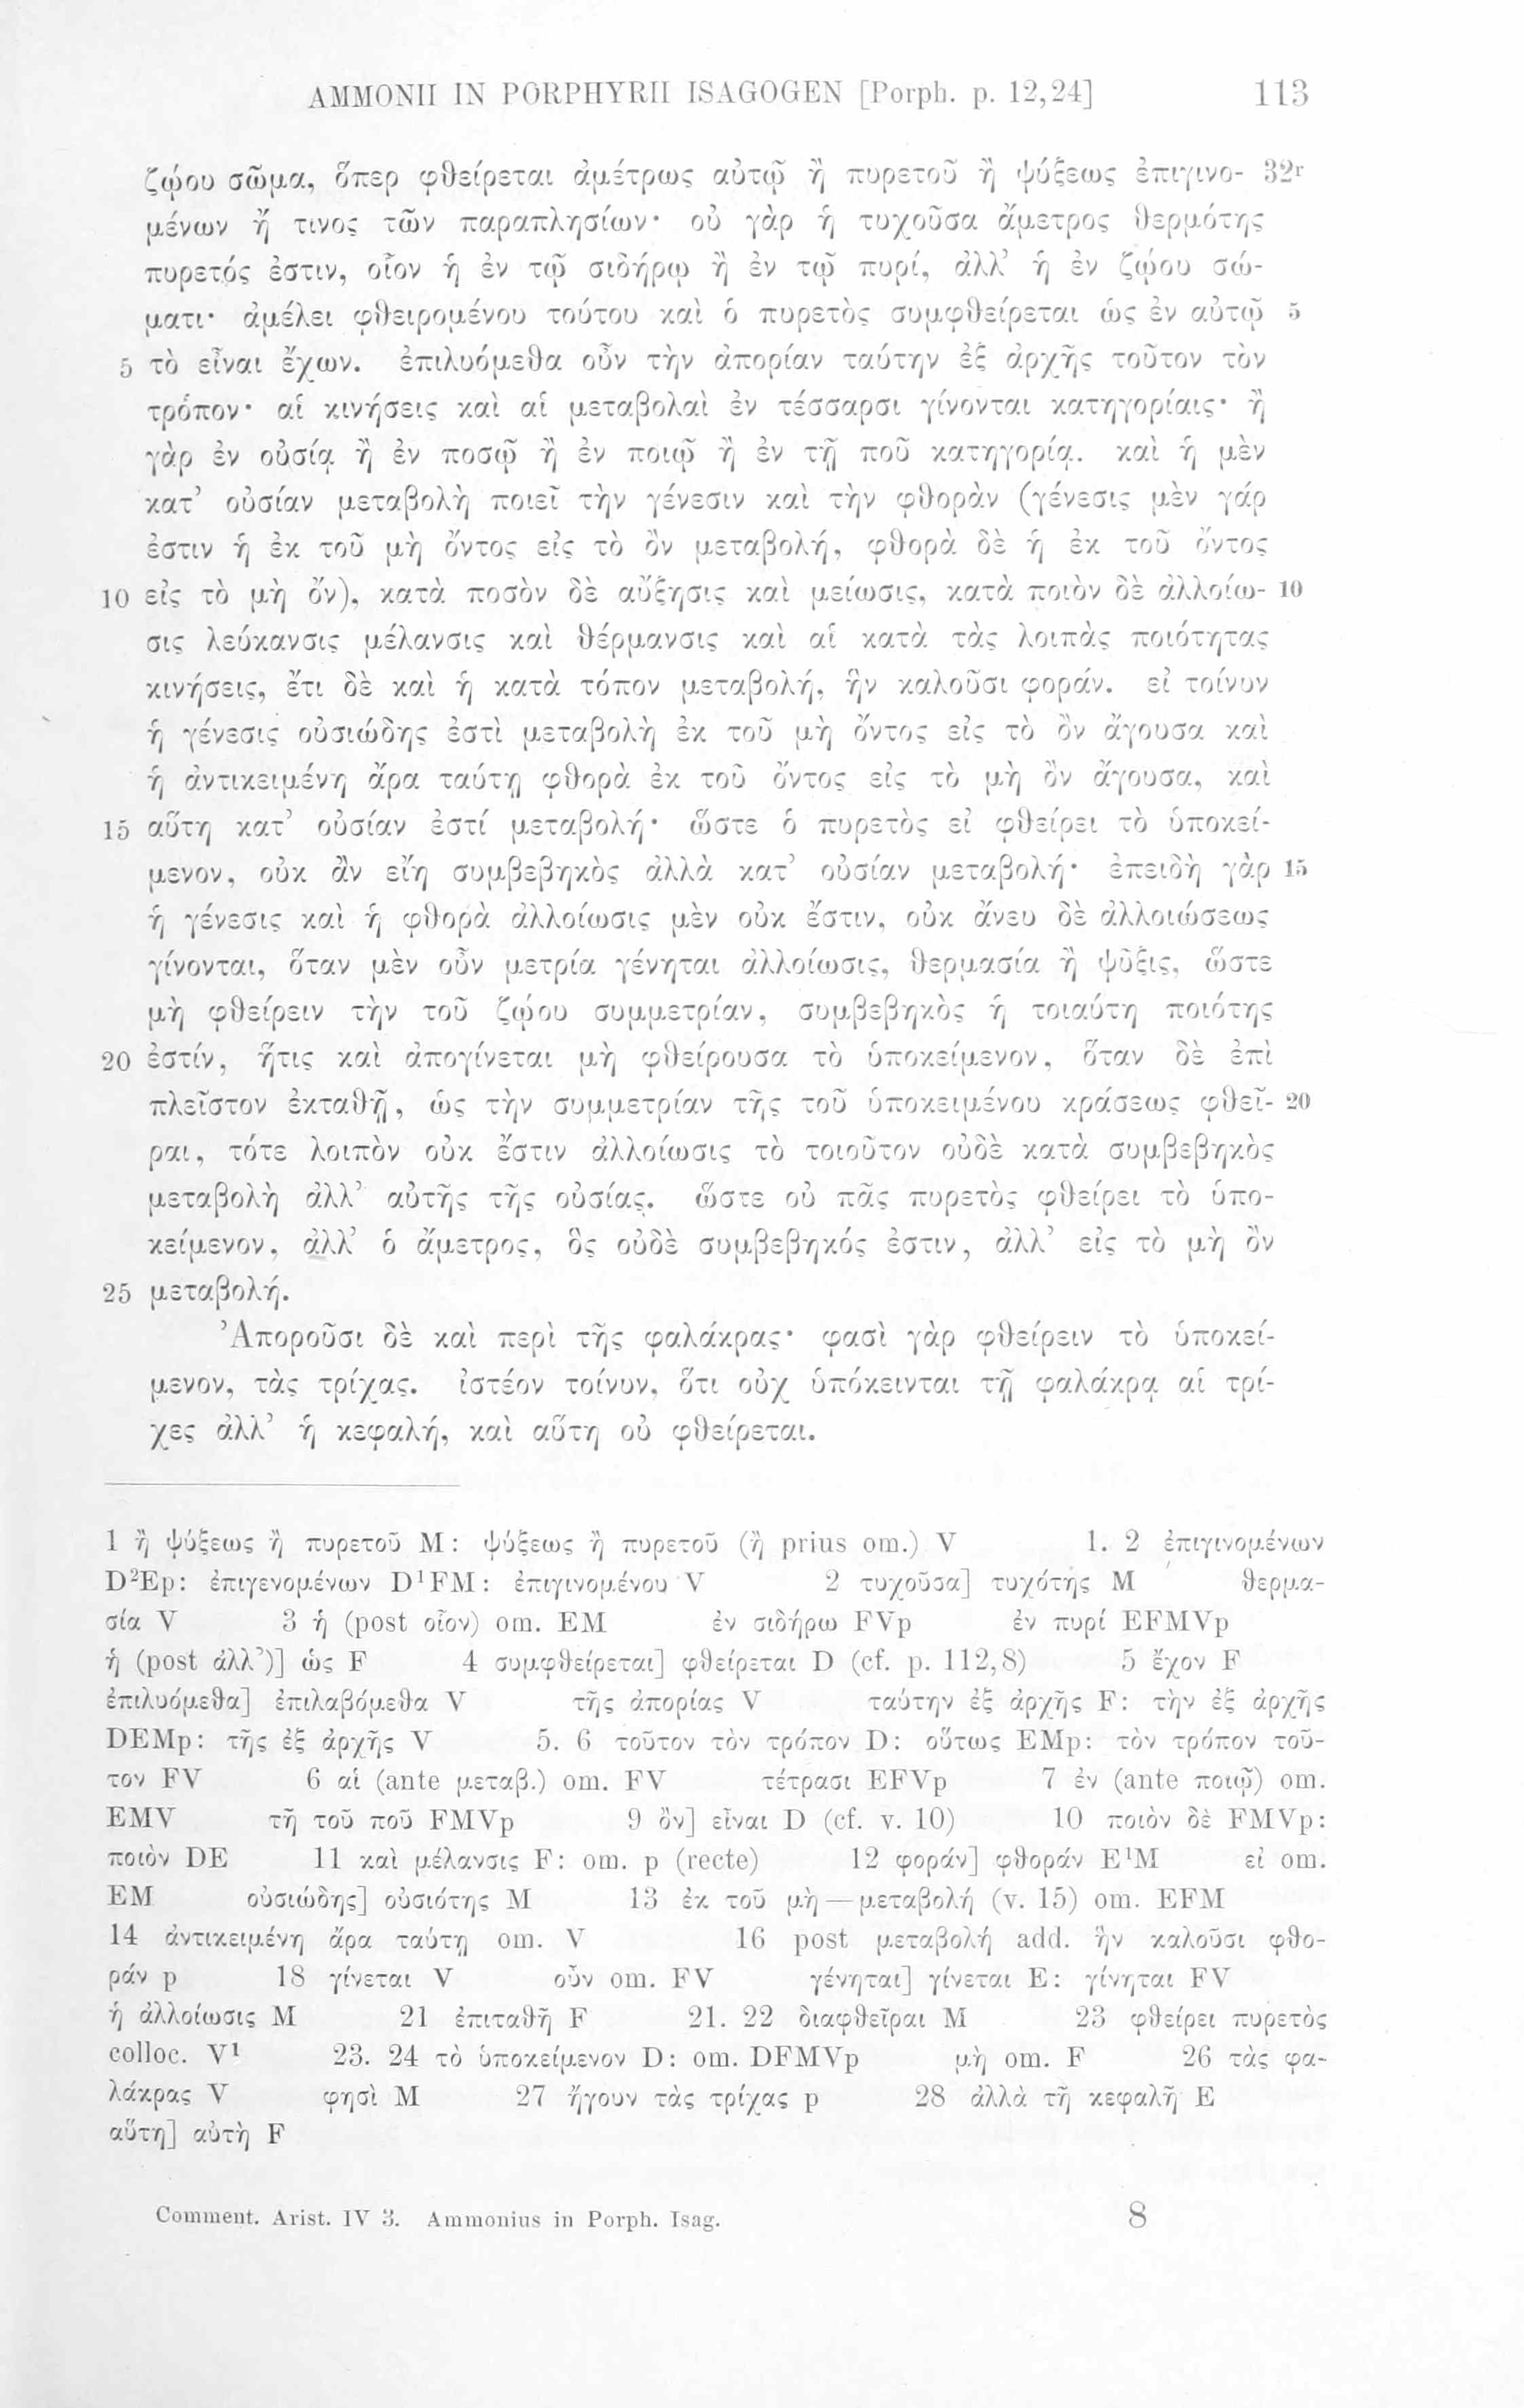 AMMONII IN PORPHYRII ISAGOGEN [Porph. p. 12,24] 113
ζῴου σῶμα, ὅπερ φθείρεται ἀμέτρως αὐτῷ ἢ πυρετοῦ ἢ ψύξεως ἐπιγινο- 32r
μένων ἤ τινος τῶν παραπλησίων· οὐ γὰρ ἡ τυχοῦσα ἄμετρος θερμότης
πυρετός ἐστιν, οἷον ἡ ἐν τῷ σιδήρῳ ἢ ἐν τῷ πυρί, ἀλλ’ ἡ ἐν ζῴου σώ-
ματι· ἀμέλει φθειρομένου τούτου καὶ ὁ πυρετὸς συμφθείρεται ὡς ἐν αὐτῷ 5
5 τὸ εἶναι ἔχων. ἐπιλυόμεθα οὖν τὴν ἀπορίαν ταύτην ἐξ ἀρχῆς τοῦτον τὸν
τρόπον· αἱ κινήσεις καὶ αἱ μεταβολαὶ ἐν τέσσαρσι γίνονται κατηγορίαις· ἢ
γὰρ ἐν οὐσίᾳ ἢ ἐν ποσῷ ἢ ἐν ποιῷ ἢ ἐν τῇ ποῦ κατηγορίᾳ. καὶ ἡ μὲν
κατ’ οὐσίαν μεταβολὴ ποιεῖ τὴν γένεσιν καὶ τὴν φθορὰν (γένεσις μὲν γάρ
ἐστιν ἡ ἐκ τοῦ μὴ ὄντος εἰς τὸ ὂν μεταβολή, φθορὰ δὲ ἡ ἐκ τοῦ ὄντος
10 εἰς τὸ μὴ ὄν), κατὰ ποσὸν δὲ αὔξησις καὶ μείωσις, κατὰ ποιὸν δὲ ἀλλοίω- 10
σις λεύκανσις μέλανσις καὶ θέρμανσις καὶ αἱ κατὰ τὰς λοιπὰς ποιότητας
κινήσεις, ἔτι δὲ καὶ ἡ κατὰ τόπον μεταβολή, ἣν καλοῦσι φοράν. εἰ τοίνυν
ἡ γένεσις οὐσιώδης ἐστὶ μεταβολὴ ἐκ τοῦ μὴ ὄντος εἰς τὸ ὂν ἄγουσα καὶ
ἡ ἀντικειμένη ἄρα ταύτῃ φθορὰ ἐκ τοῦ ὄντος εἰς τὸ μὴ ὂν ἄγουσα, καὶ
15 αὕτη κατ’ οὐσίαν ἐστί μεταβολή· ὥστε ὁ πυρετὸς εἰ φθείρει τὸ ὑποκεί-
μενον, οὐκ ἂν εἴη συμβεβηκὸς ἀλλὰ κατ’ οὐσίαν μεταβολή· ἐπειδὴ γὰρ 15
ἡ γένεσις καὶ ἡ φθορὰ ἀλλοίωσις μὲν οὐκ ἔστιν, οὐκ ἄνευ δὲ ἀλλοιώσεως
γίνονται, ὅταν μὲν οὖν μετρία γένηται ἀλλοίωσις, θερμασία ἢ ψῦξις, ὥστε
μὴ φθείρειν τὴν τοῦ ζῴου συμμετρίαν, συμβεβηκὸς ἡ τοιαύτη ποιότης
20 ἐστίν, ἥτις καὶ ἀπογίνεται μὴ φθείρουσα τὸ ὑποκείμενον, ὅταν δὲ ἐπὶ
πλεῖστον ἐκταθῇ, ὡς τὴν συμμετρίαν τῆς τοῦ ὑποκειμένου κράσεως φθεῖ- 20
ραι, τότε λοιπὸν οὐκ ἔστιν ἀλλοίωσις τὸ τοιοῦτον οὐδὲ κατὰ συμβεβηκὸς
μεταβολὴ ἀλλ’ αὐτῆς τῆς οὐσίας. ὥστε οὐ πᾶς πυρετὸς φθείρει τὸ ὑπο-
κείμενον, ἀλλ’ ὁ ἄμετρος, ὃς οὐδὲ συμβεβηκός ἐστιν, ἀλλ’ εἰς τὸ μὴ ὂν
25 μεταβολή.
Ἀποροῦσι δὲ καὶ περὶ τῆς φαλάκρας· φασὶ γὰρ φθείρειν τὸ ὑποκεί-
μενον, τὰς τρίχας. ἰστέον τοίνυν, ὅτι οὐχ ὑπόκεινται τῇ φαλάκρᾳ αἱ τρί-
χες ἀλλ’ ἡ κεφαλή, καὶ αὕτη οὐ φθείρεται.
1 ἢ ψύξεως ἢ πυρετοῦ M: ψύξεως ἢ πυρετοῦ (ἢ prius om.) V 1. 2 ἐπιγινομένων
D²Ep: ἐπιγενομένων D¹FM: ἐπιγινομένου V 2 τυχοῦσα] τυχότης M θερμα-
σία V 3 ἡ (post οἷον) om. EM ἐν σιδήρω FVp ἐν πυρί EFMVp
ἡ (post ἀλλ’)] ὡς F 4 συμφθείρεται] φθείρεται D (cf. p. 112,8) 5 ἔχον F
ἐπιλυόμεθα] ἐπιλαβόμεθα V τῆς ἀπορίας V ταύτην ἐξ ἀρχῆς F: τὴν ἐξ ἀρχῆς
DEMp: τῆς ἐξ ἀρχῆς V 5. 6 τοῦτον τὸν τρόπον D: οὕτως EMp: τὸν τρόπον τοῦ-
τον FV 6 αἱ (ante μεταβ.) om. FV τέτρασι EFVp 7 ἐν (ante ποιῷ) om.
EMV τῆ τοῦ ποῦ FMVp 9 ὂν] εἶναι D (cf. v. 10) 10 ποιὸν δὲ FMVp:
ποιὸν DE 11 καὶ μέλανσις F: om. p (recte) 12 φοράν] φθοράν E¹M εἰ om.
EM οὐσιώδης] οὐσιότης M 13 ἐκ τοῦ μὴ — μεταβολή (v. 15) om. EFM
14 ἀντικειμένη ἄρα ταύτῃ om. V 16 post μεταβολή add. ἣν καλοῦσι φθο-
ράν p 18 γίνεται V οὖν om. FV γένηται] γίνεται E: γίνηται FV
ἡ ἀλλοίωσις M 21 ἐπιταθῆ F 21. 22 διαφθεῖραι M 23 φθείρει πυρετὸς
colloc. V¹ 23. 24 τὸ ὑποκείμενον D: om. DFMVp μὴ om. F 26 τὰς φα-
λάκρας V φησὶ M 27 ἤγουν τὰς τρίχας p 28 ἀλλὰ τῆ κεφαλῆ E
αὕτη] αὐτὴ F
Comment. Arist. IV 3. Ammonius in Porph. Isag. 8